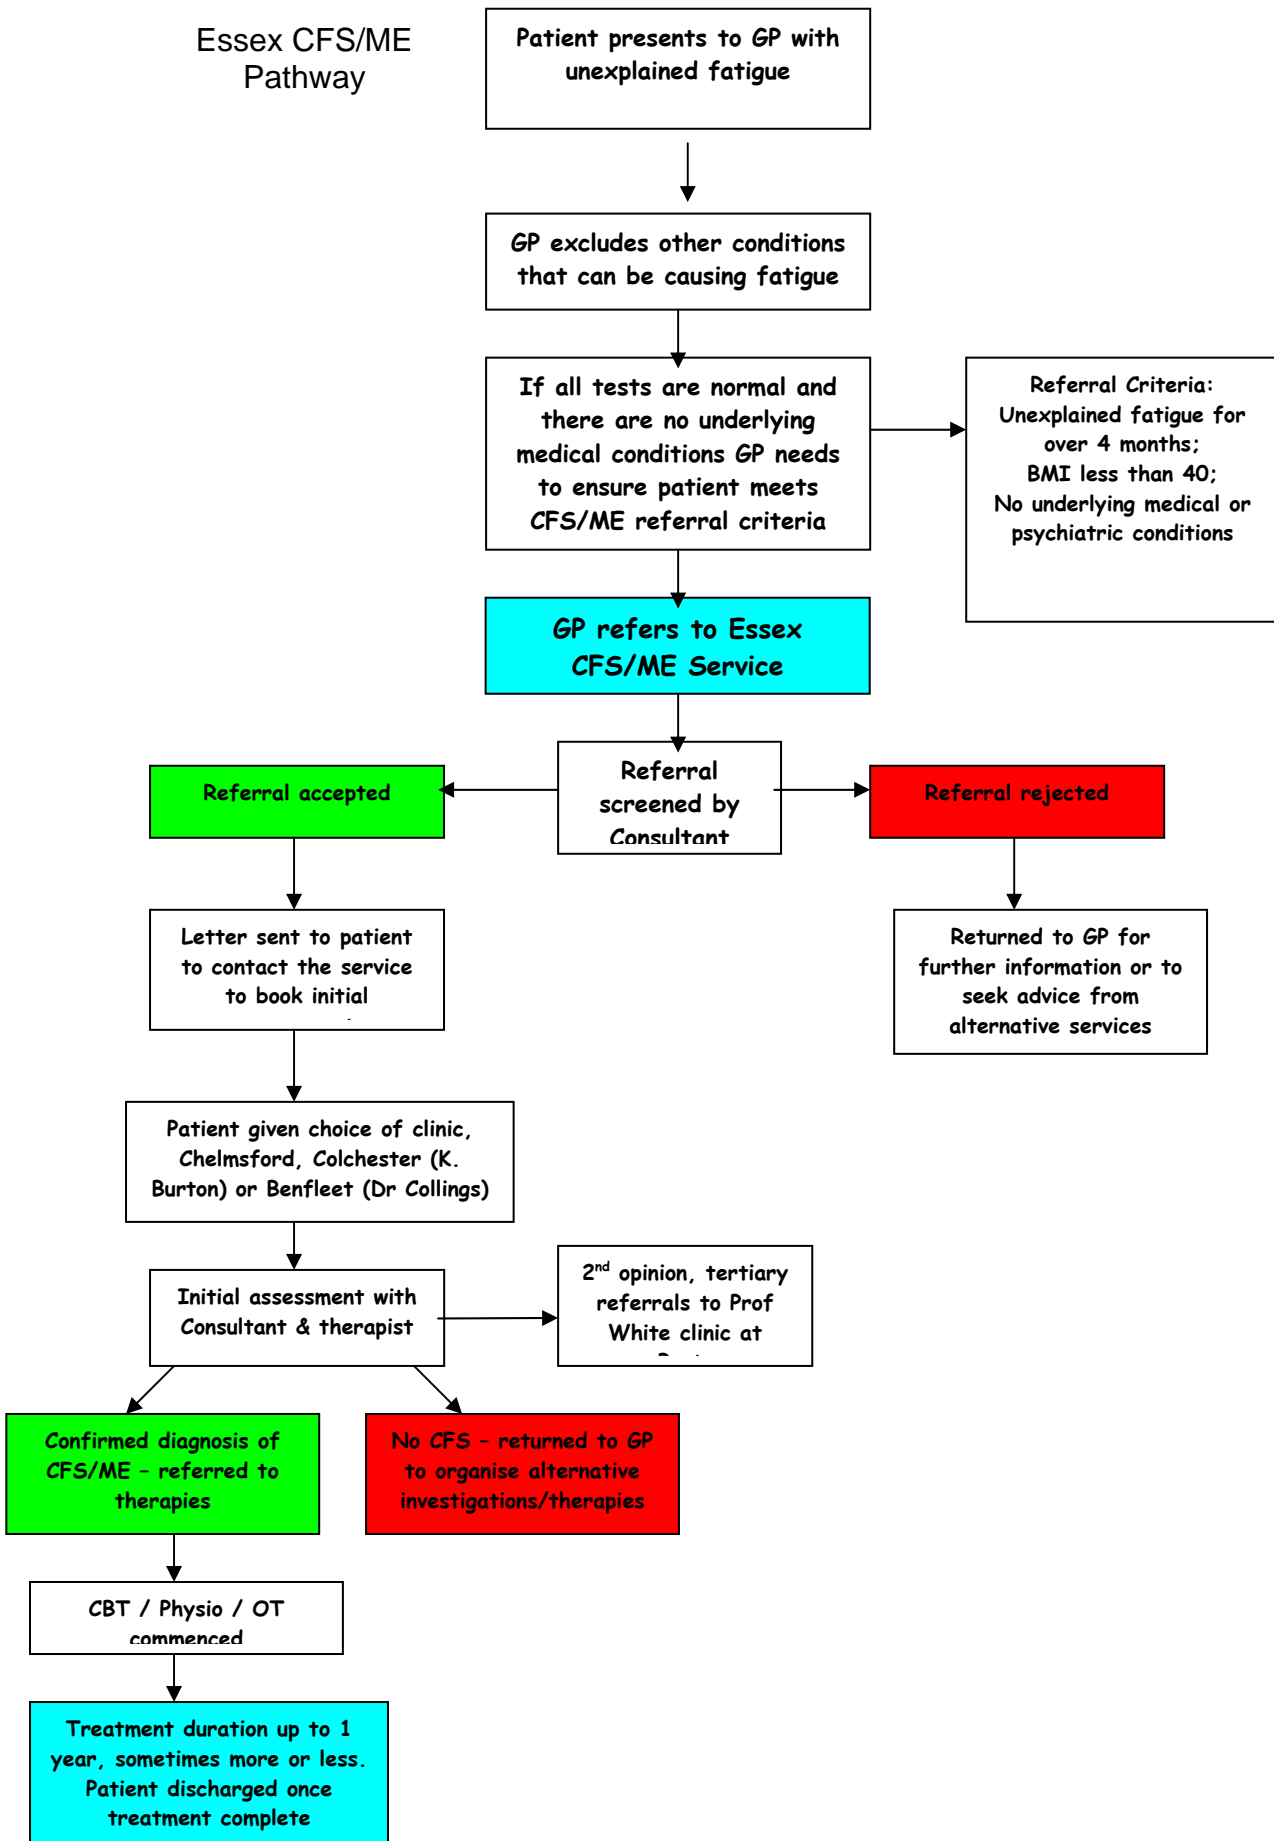 Essex CFS/ME
Pathway
Patient presents to GP with
unexplained fatigue
GP excludes other conditions
that can be causing fatigue
If all tests are normal and
there are no underlying
medical conditions GP needs
to ensure patient meets
CFS/ME referral criteria
Referral Criteria:
Unexplained fatigue for
over 4 months;
BMI less than 40;
No underlying medical or
psychiatric conditions
GP refers to Essex
CFS/ME Service
Referral
screened by
Consultant
Referral accepted
Referral rejected
Letter sent to patient
to contact the service
to book initial
Returned to GP for
further information or to
seek advice from
alternative services
Patient given choice of clinic,
Chelmsford, Colchester (K.
Burton) or Benfleet (Dr Collings)
Initial assessment with
Consultant & therapist
2nd opinion, tertiary
referrals to Prof
White clinic at
Confirmed diagnosis of
CFS/ME – referred to
therapies
No CFS – returned to GP
to organise alternative
investigations/therapies
CBT / Physio / OT
commenced
Treatment duration up to 1
year, sometimes more or less.
Patient discharged once
treatment complete